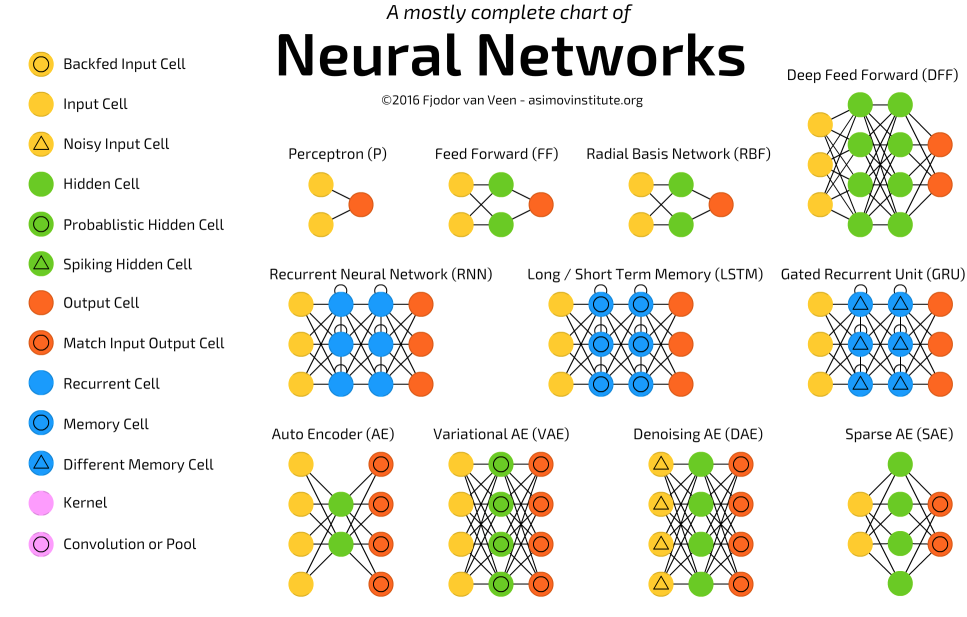 A mostly complete chart of
Neural Networks
©2016 Fjodor van Veen - asimovinstitute.org
Backfed Input Cell
Input Cell
Noisy Input Cell
Hidden Cell
Probablistic Hidden Cell
Spiking Hidden Cell
Output Cell
Match Input Output Cell
Recurrent Cell
Memory Cell
Different Memory Cell
Kernel
Convolution or Pool
Deep Feed Forward (DFF)
Perceptron (P)
Feed Forward (FF)
Radial Basis Network (RBF)
Recurrent Neural Network (RNN)
Long / Short Term Memory (LSTM)
Gated Recurrent Unit (GRU)
Auto Encoder (AE)
Variational AE (VAE)
Denoising AE (DAE)
Sparse AE (SAE)